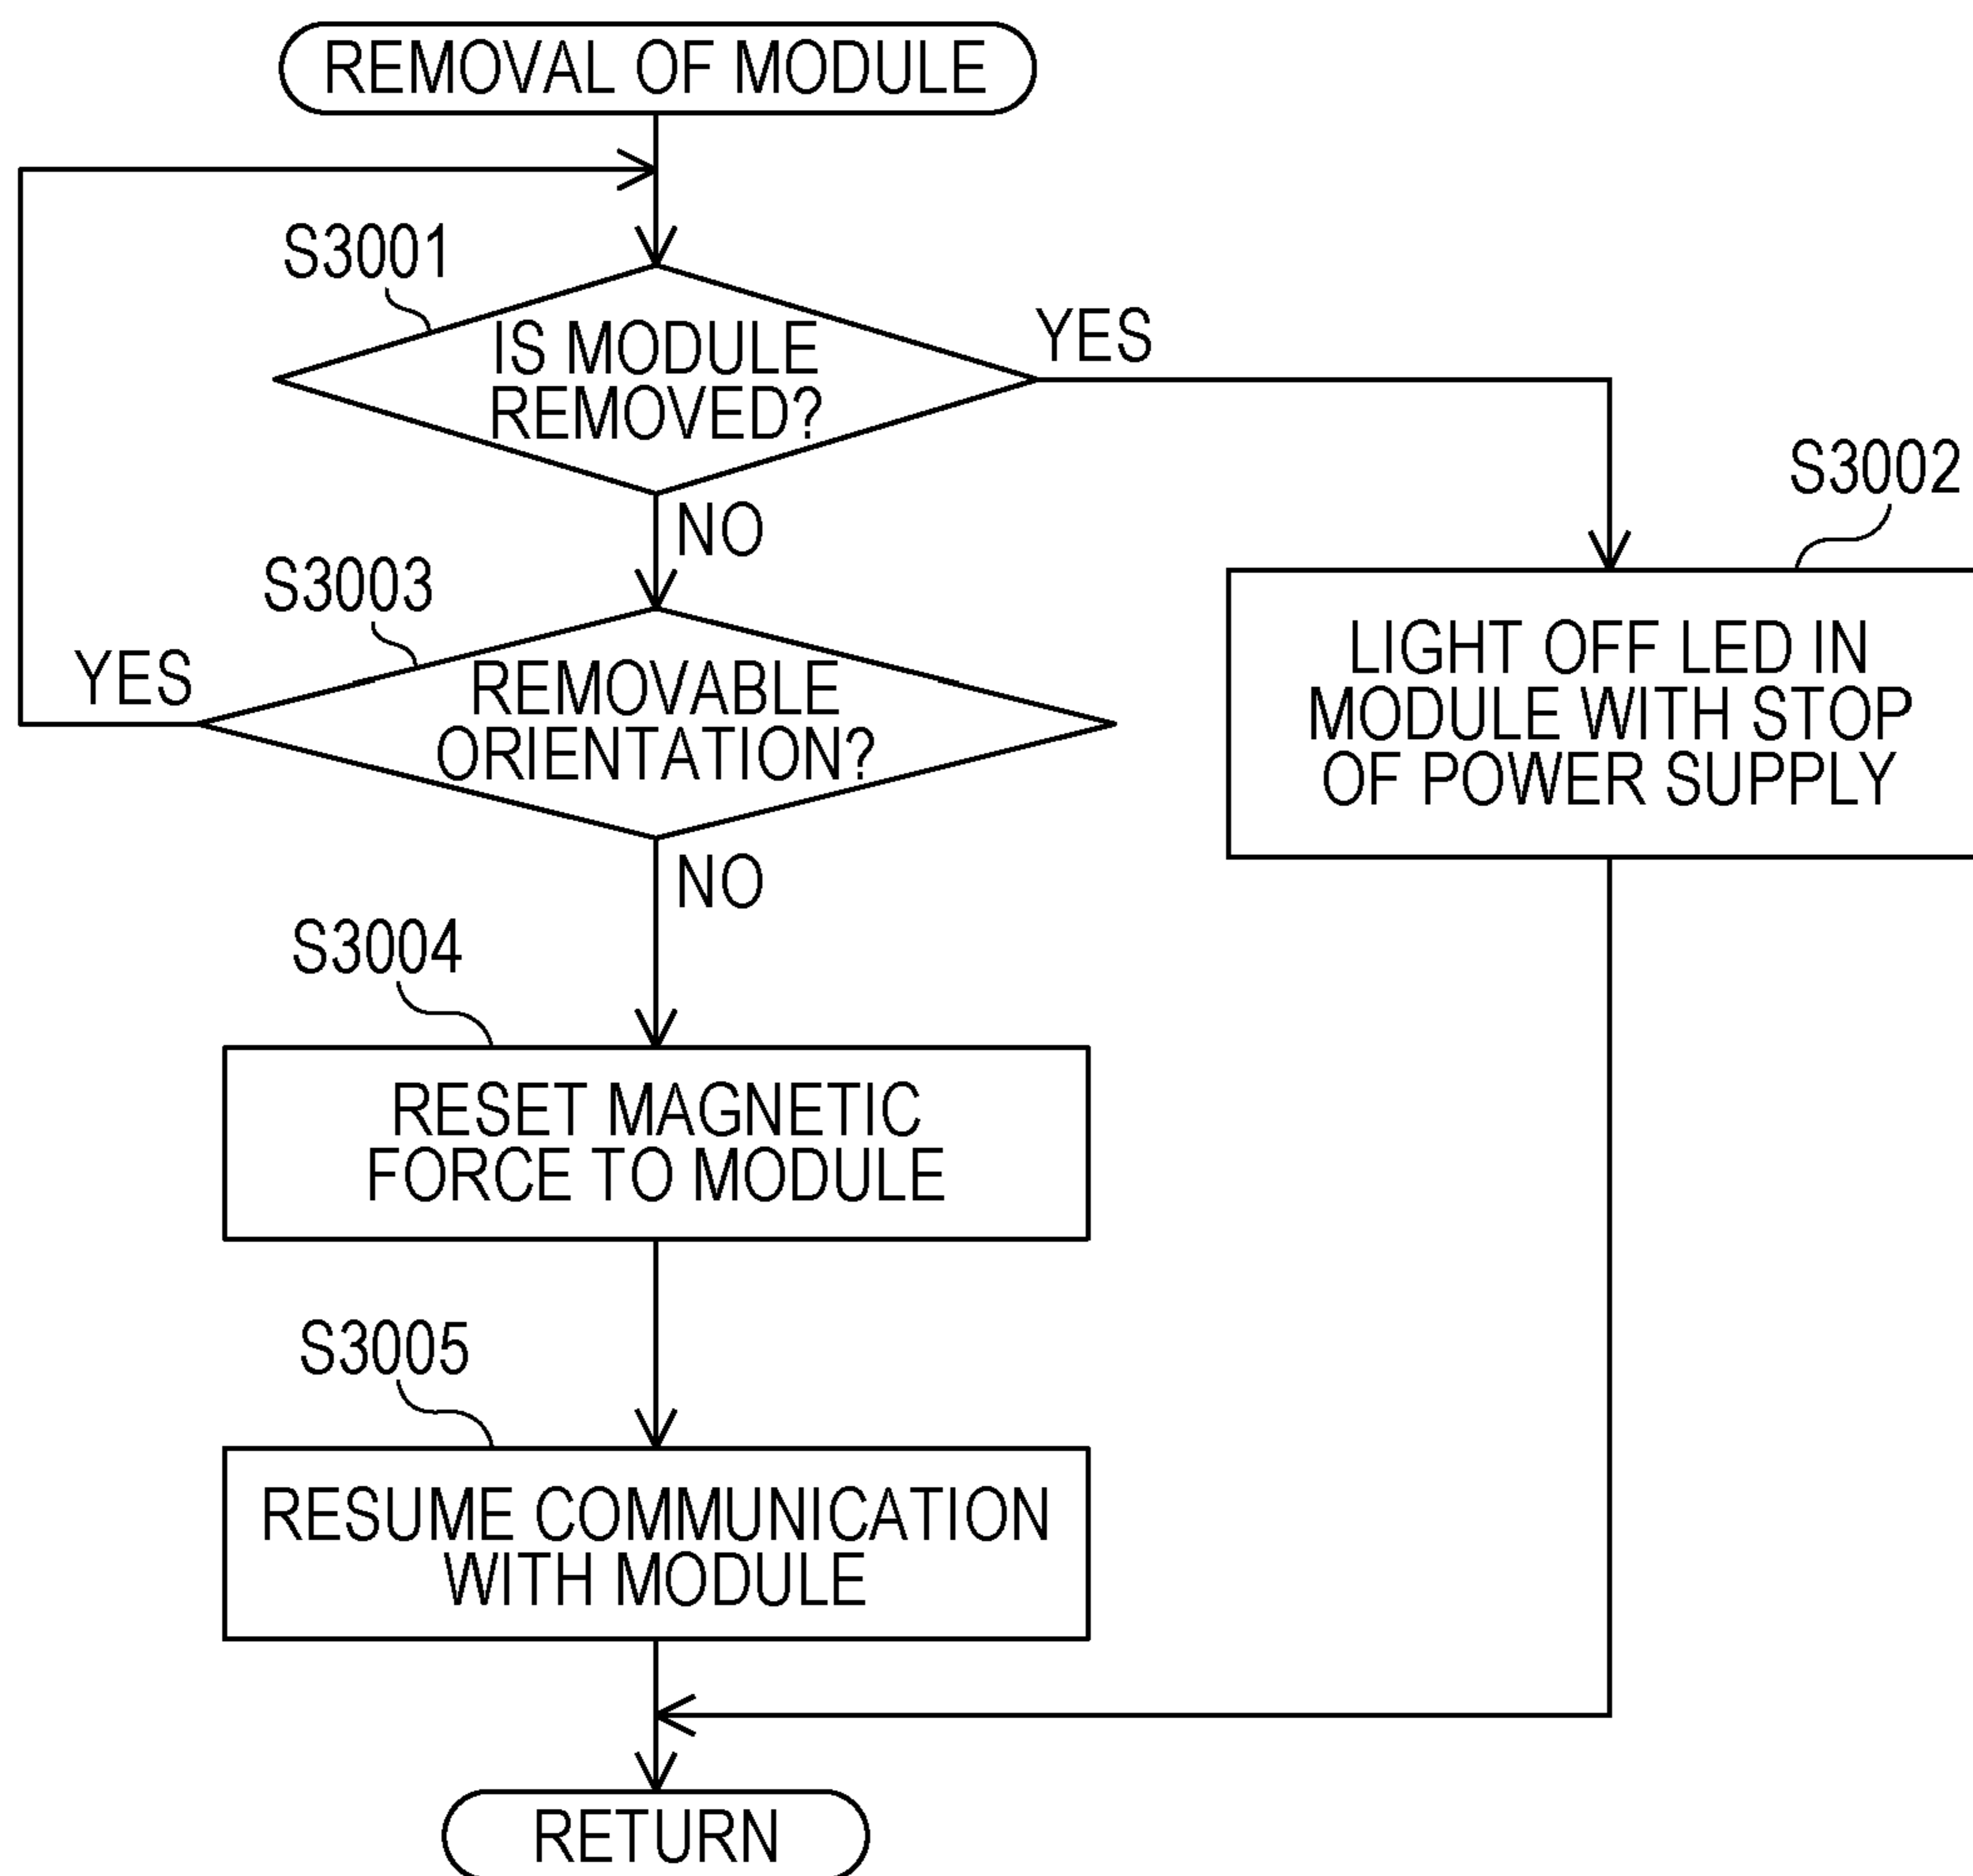 REMOVAL OF MODULE
S3001
IS MODULE
REMOVED?
YES
NO
S3002
LIGHT OFF LED IN
MODULE WITH STOP
OF POWER SUPPLY
S3003
YES
REMOVABLE
ORIENTATION?
NO
S3004
RESET MAGNETIC
FORCE TO MODULE
S3005
RESUME COMMUNICATION
WITH MODULE
RETURN